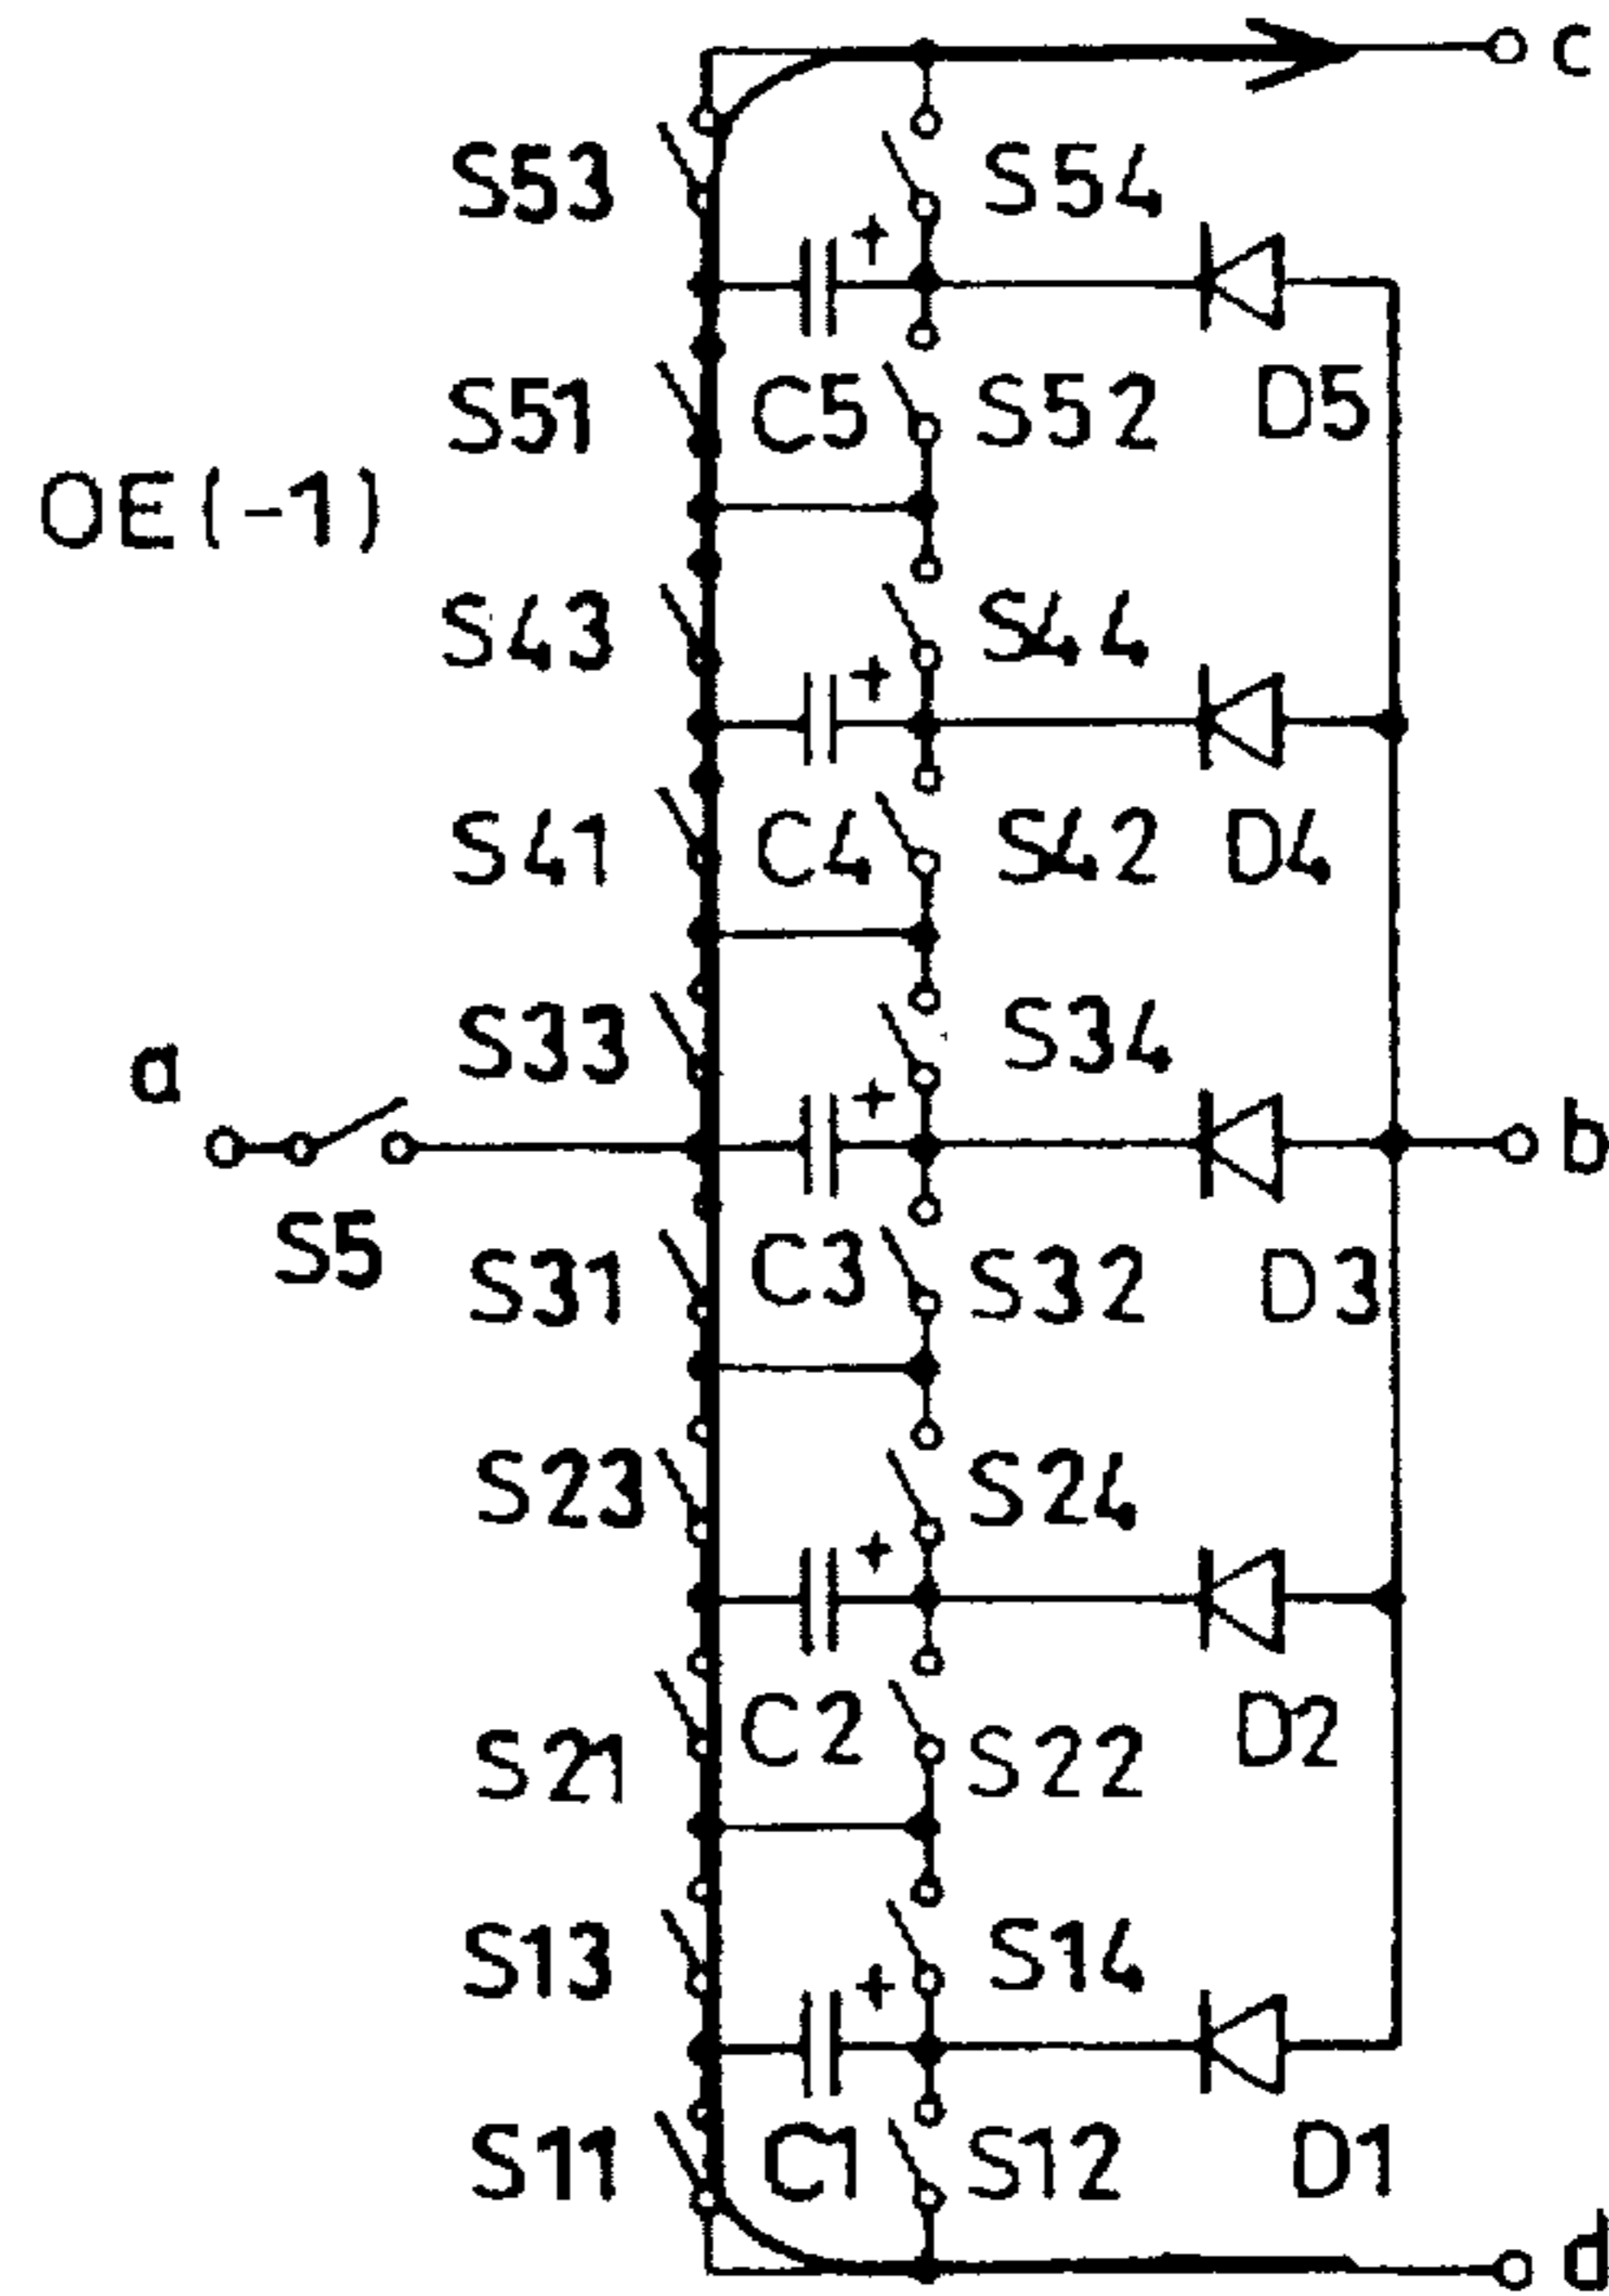 c
S53
S54
+
S51
C5
S52
D5
OE(-1)
S43
S44
+
S41
C4
S42
D4
S33
S34
a
+
b
S5
S31
C3
S32
D3
S23
S24
+
S21
C2
S22
D2
S13
S14
+
S11
C1
S12
D1
d